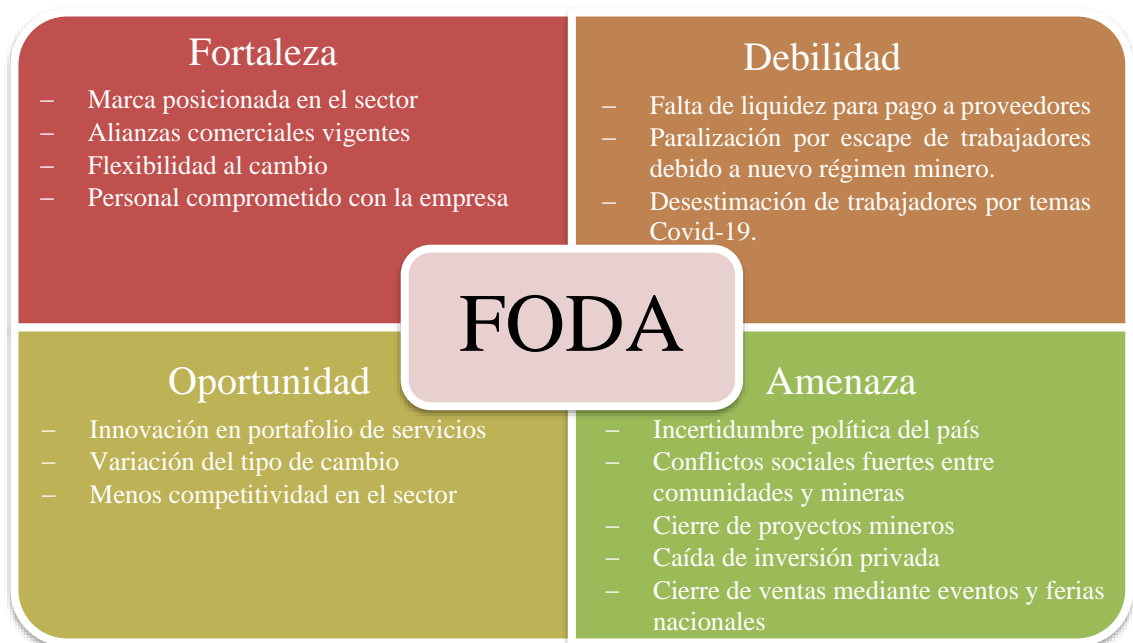 Fortaleza
– Marca posicionada en el sector
– Alianzas comerciales vigentes
– Flexibilidad al cambio
– Personal comprometido con la empresa
Debilidad
– Falta de liquidez para pago a proveedores
– Paralización por escape de trabajadores
debido a nuevo régimen minero.
– Desestimación de trabajadores por temas
Covid-19.
FODA
Oportunidad
– Innovación en portafolio de servicios
– Variación del tipo de cambio
– Menos competitividad en el sector
Amenaza
– Incertidumbre política del país
– Conflictos sociales fuertes entre
comunidades y mineras
– Cierre de proyectos mineros
– Caída de inversión privada
– Cierre de ventas mediante eventos y ferias
nacionales